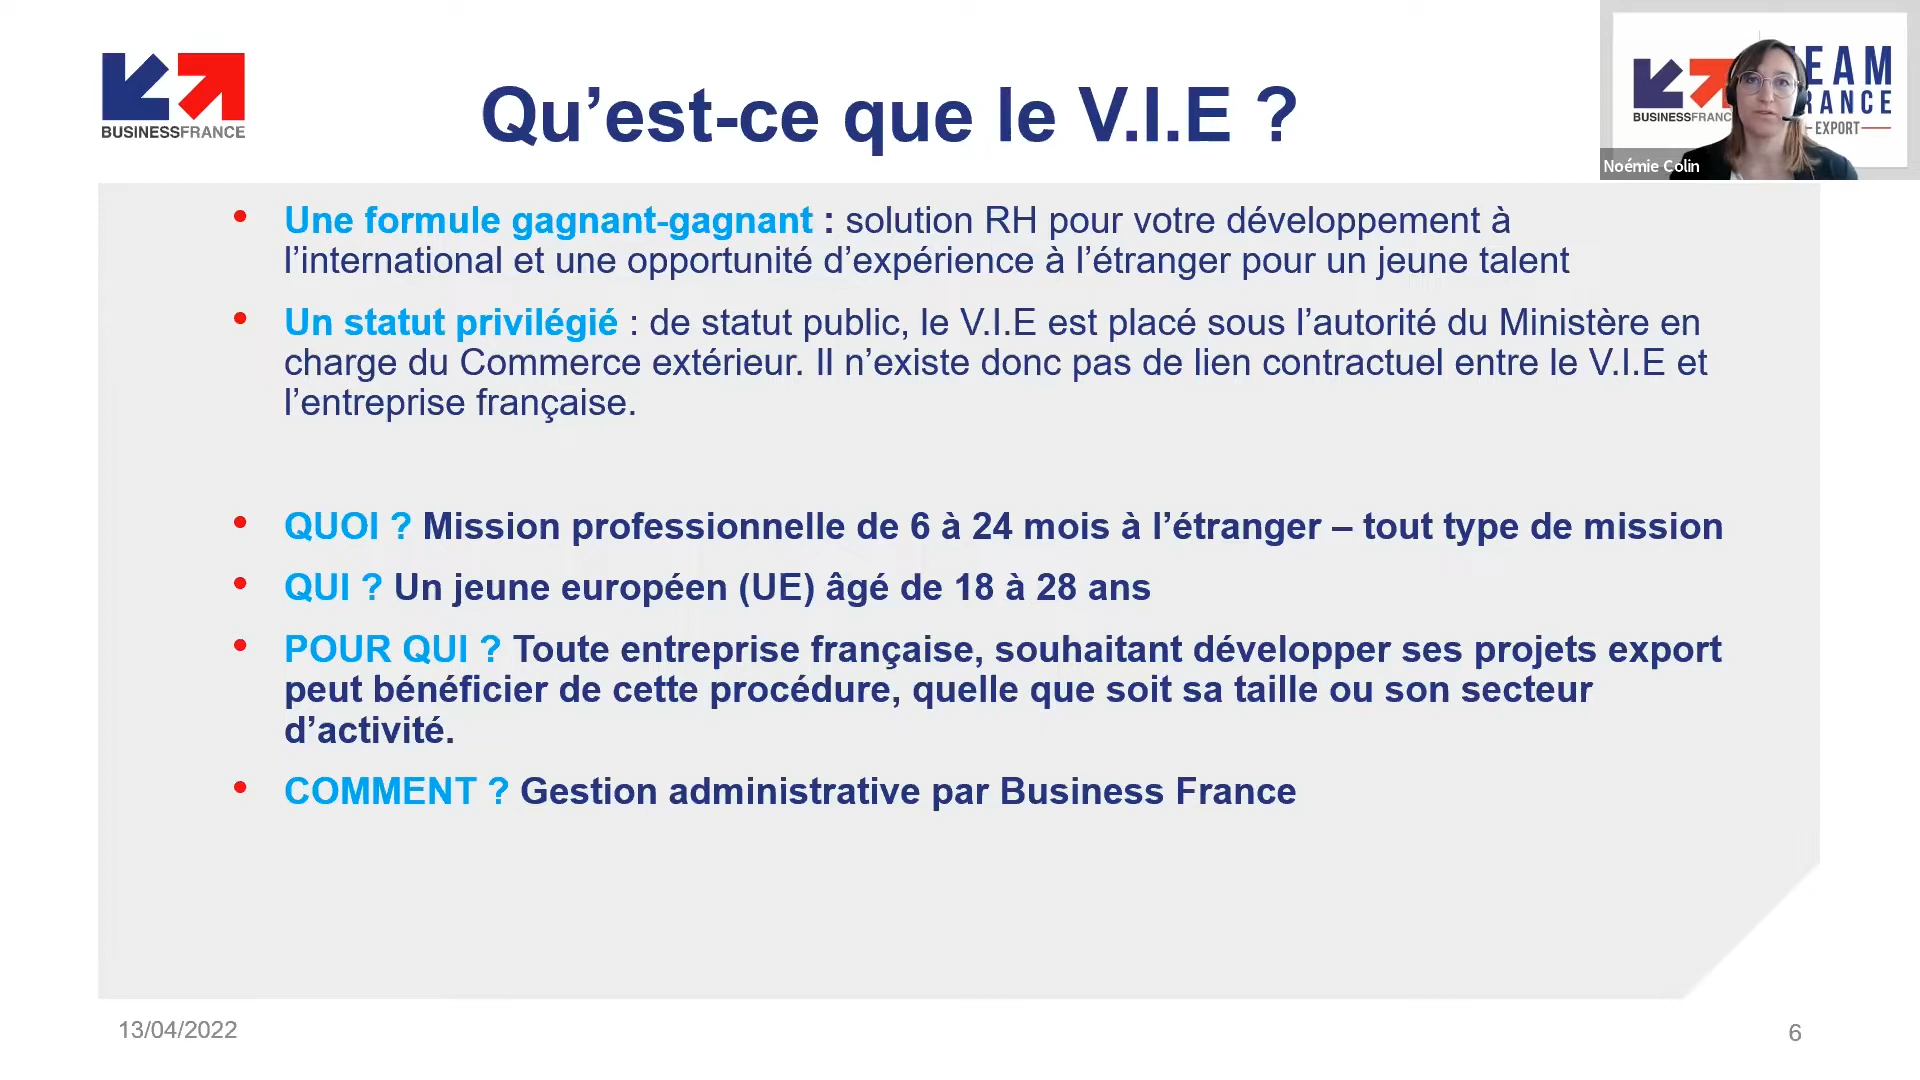 BUSINESSFRANCE
Qu’est-ce que le V.I.E ?
BUSINESSFRANC
EAM
RANCE
EXPORT
Noémie Colin
• Une formule gagnant-gagnant : solution RH pour votre développement à
l’international et une opportunité d’expérience à l’étranger pour un jeune talent
• Un statut privilégié : de statut public, le V.I.E est placé sous l’autorité du Ministère en
charge du Commerce extérieur. Il n’existe donc pas de lien contractuel entre le V.I.E et
l’entreprise française.
• QUOI ? Mission professionnelle de 6 à 24 mois à l’étranger – tout type de mission
• QUI ? Un jeune européen (UE) âgé de 18 à 28 ans
• POUR QUI ? Toute entreprise française, souhaitant développer ses projets export
peut bénéficier de cette procédure, quelle que soit sa taille ou son secteur
d’activité.
• COMMENT ? Gestion administrative par Business France
13/04/2022
6